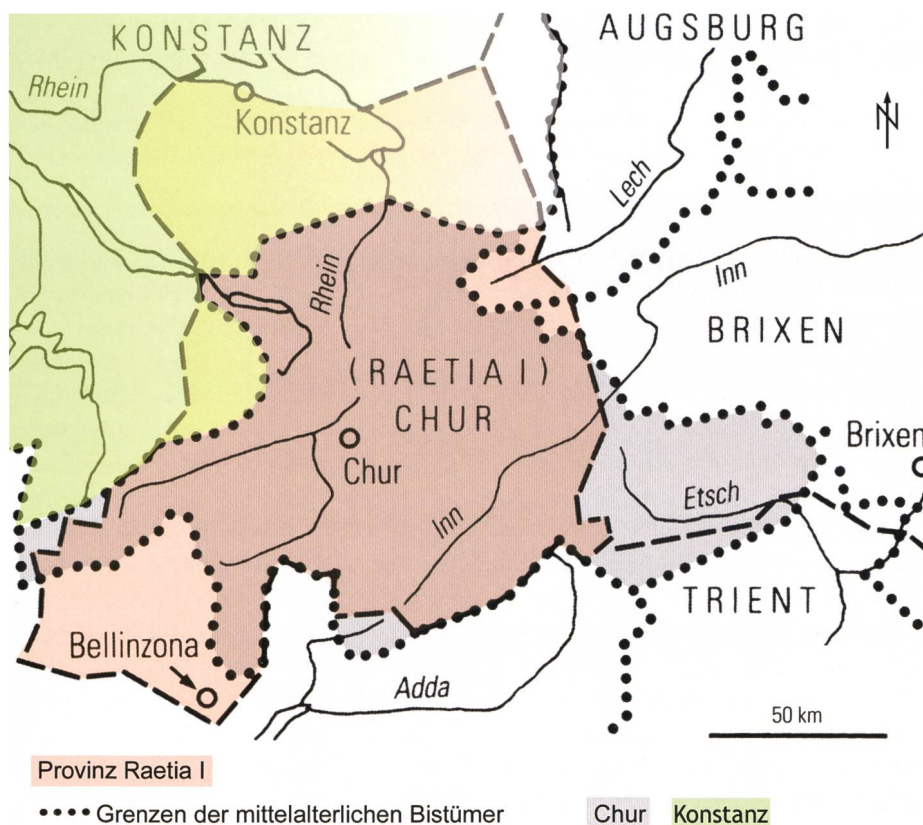 KONSTANZ
AUGSBURG
Rhein
Konstanz
N
Lech
Rhein
Inn
BRIXEN
(RAETIA I)
CHUR
Chur
Brixen
Etsch
Inn
TRIENT
Bellinzona
Adda
50 km
Provinz Raetia I
Grenzen der mittelalterlichen Bistümer
Chur
Konstanz